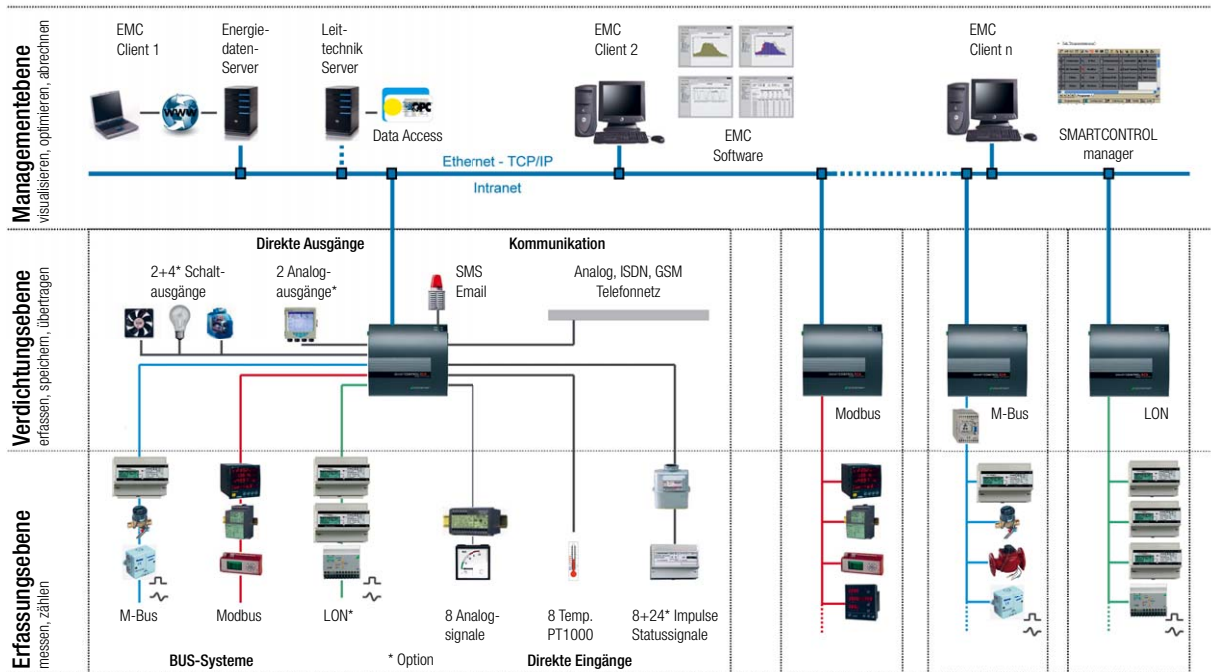 Managementebene
visualisieren, optimieren, abrechnen
EMC
Client 1
Energie-
daten-
Server
Leit-
technik
Server
WWW
OPC
Data Access
EMC
Client 2
EMC
Software
EMC
Client n
SMARTCONTROL
manager
Ethernet - TCP/IP
Intranet
Verdichtungsebene
erfassen, speichern, übertragen
Direkte Ausgänge
Kommunikation
2+4* Schalt-
ausgänge
2 Analog-
ausgänge*
SMS
Email
Analog, ISDN, GSM
Telefonnetz
Modbus
M-Bus
LON
Erfassungsebene
messen, zählen
M-Bus
Modbus
LON*
8 Analog-
signale
8 Temp.
PT1000
8+24* Impulse
Statussignale
BUS-Systeme
* Option
Direkte Eingänge